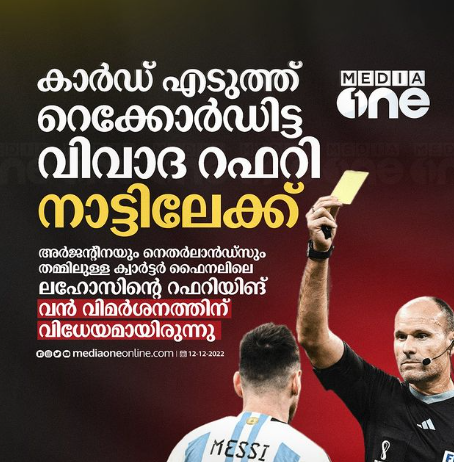 കാർഡ് എടുത്ത്
MEDIA
one
റെക്കോർഡിട്ട
വിവാദ റഫറി
നാട്ടിലേക്ക്
അർജന്റീനയും നെതർലാൻഡ്സും
തമ്മിലുള്ള ക്വാർട്ടർ ഫൈനലിലെ
ലഹോസിന്റെ റഫറിയിങ്
വൻ വിമർശനത്തിന്
വിധേയമായിരുന്നു
mediaoneonline.com | 12-12-2022
MESSI